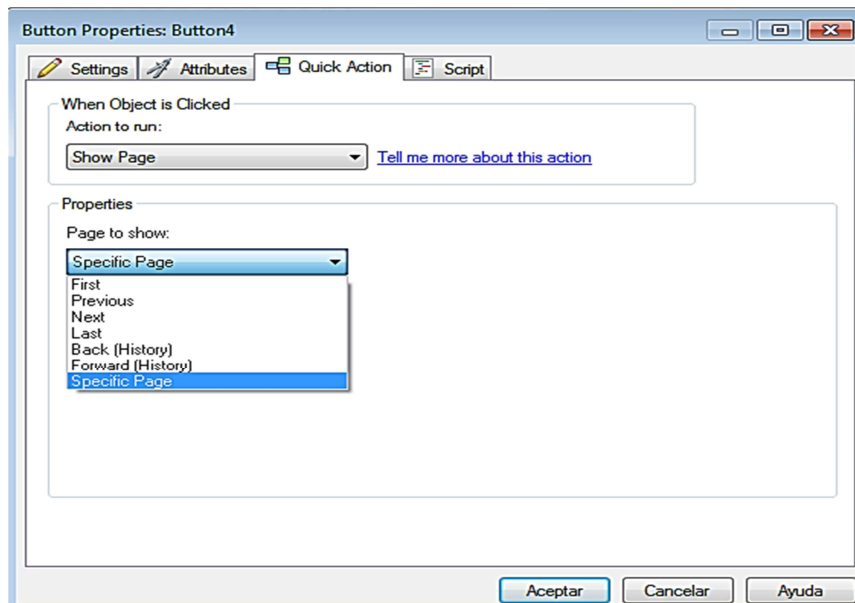 Button Properties: Button4
Settings Attributes Quick Action Script
When Object is Clicked
Action to run:
Show Page Tell me more about this action
Properties
Page to show:
Specific Page
First
Previous
Next
Last
Back (History)
Forward (History)
Specific Page
Aceptar Cancelar Ayuda